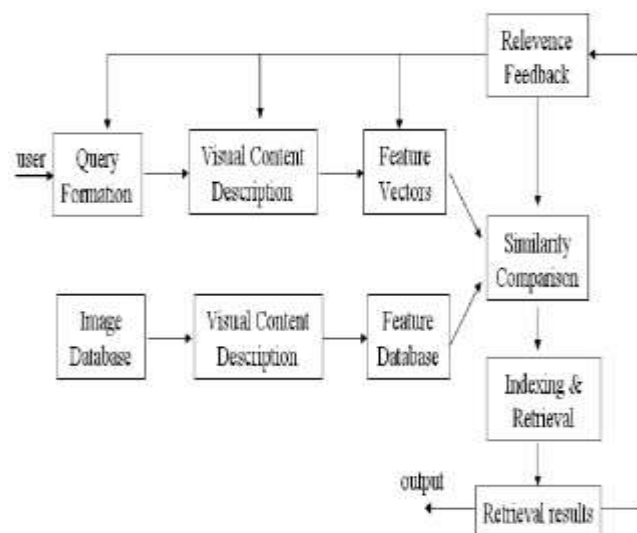 Relevence
Feedback
user
Query
Formation
Visual Content
Description
Feature
Vectors
Similarity
Comparison
Image
Database
Visual Content
Description
Feature
Database
Indexing &
Retrieval
output
Retrieval results